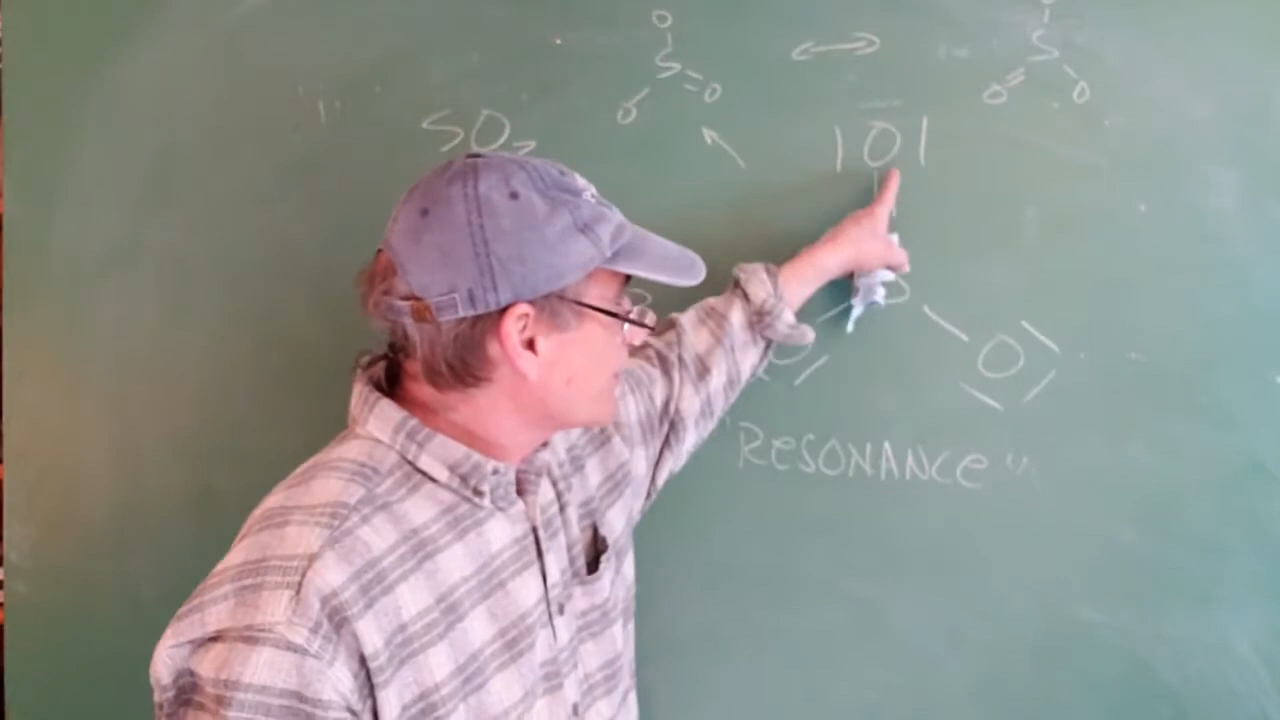 O
S S
O =O O= O
SO₃
|O|
O
O
"RESONANCE"